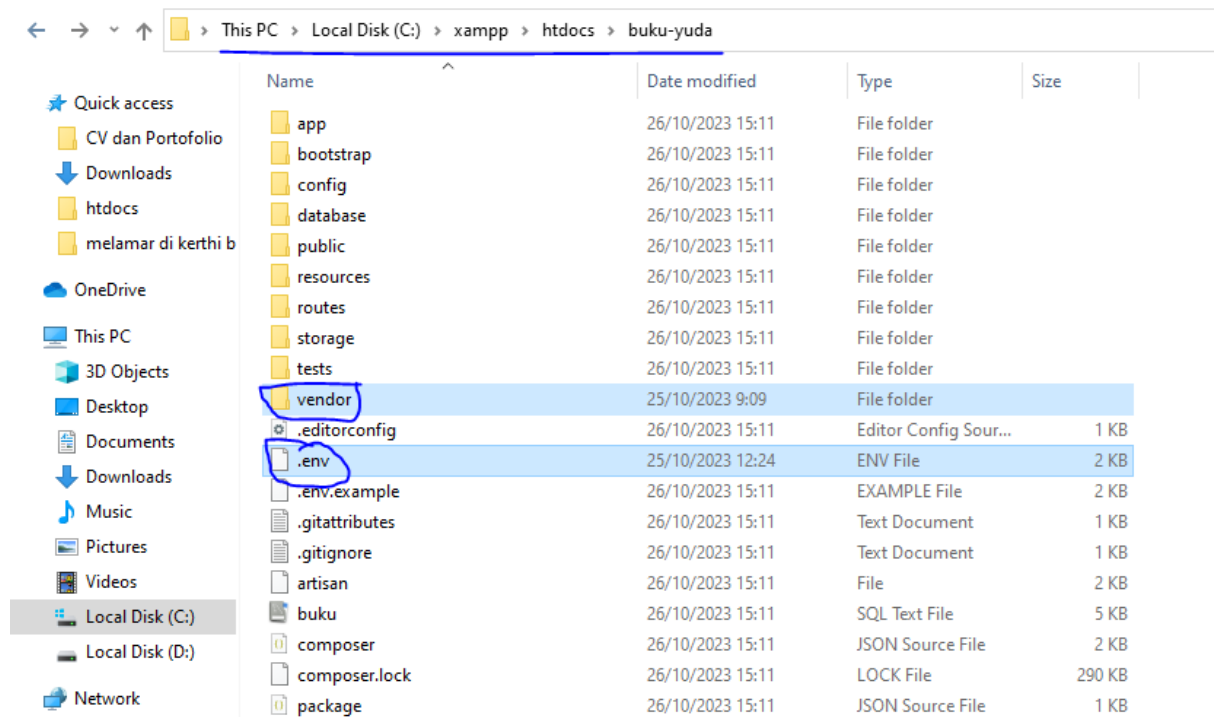 This PC > Local Disk (C:) > xampp > htdocs > buku-yuda
Name Date modified Type Size
Quick access
CV dan Portofolio
Downloads
htdocs
melamar di kerthi b
OneDrive
This PC
3D Objects
Desktop
Documents
Downloads
Music
Pictures
Videos
Local Disk (C:)
Local Disk (D:)
Network
app 26/10/2023 15:11 File folder
bootstrap 26/10/2023 15:11 File folder
config 26/10/2023 15:11 File folder
database 26/10/2023 15:11 File folder
public 26/10/2023 15:11 File folder
resources 26/10/2023 15:11 File folder
routes 26/10/2023 15:11 File folder
storage 26/10/2023 15:11 File folder
tests 26/10/2023 15:11 File folder
vendor 25/10/2023 9:09 File folder
.editorconfig 26/10/2023 15:11 Editor Config Sour... 1 KB
.env 25/10/2023 12:24 ENV File 2 KB
.env.example 26/10/2023 15:11 EXAMPLE File 2 KB
.gitattributes 26/10/2023 15:11 Text Document 1 KB
.gitignore 26/10/2023 15:11 Text Document 1 KB
artisan 26/10/2023 15:11 File 2 KB
buku 26/10/2023 15:11 SQL Text File 5 KB
composer 26/10/2023 15:11 JSON Source File 2 KB
composer.lock 26/10/2023 15:11 LOCK File 290 KB
package 26/10/2023 15:11 JSON Source File 1 KB